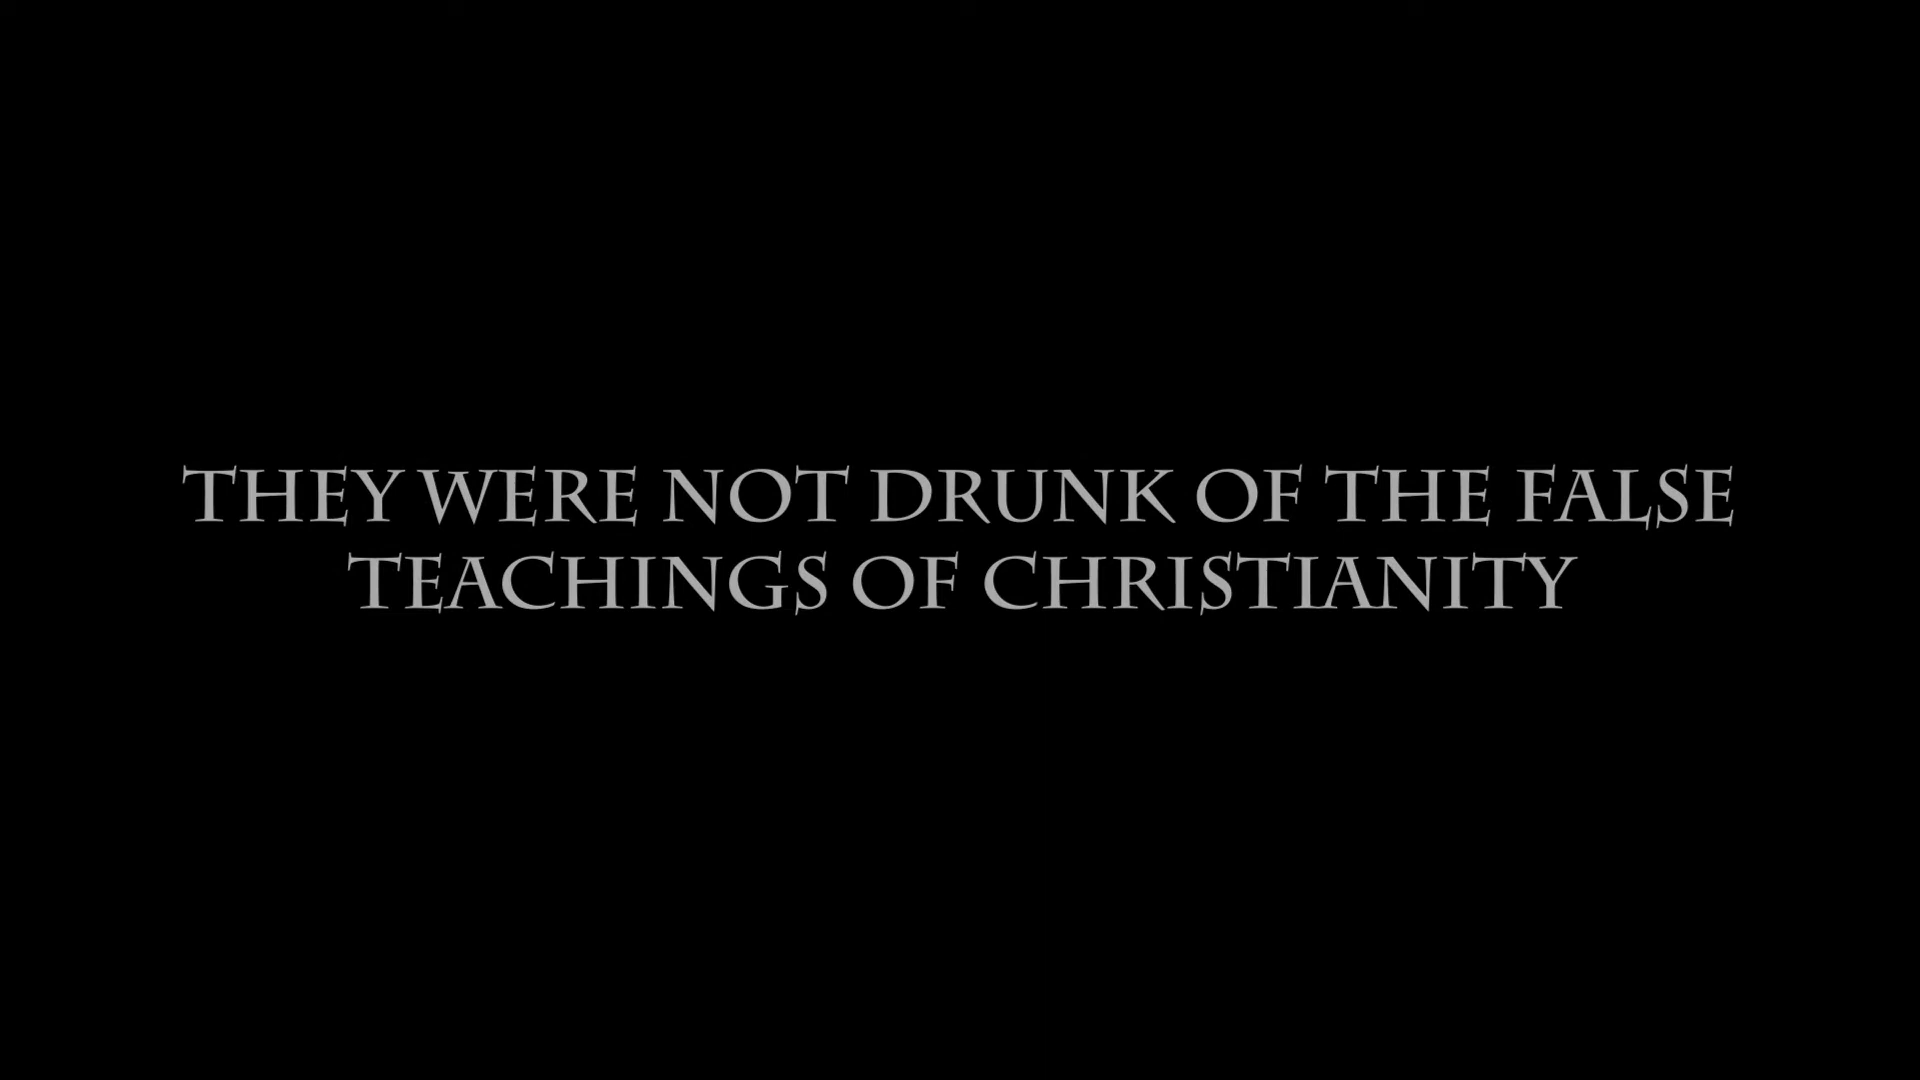 THEY WERE NOT DRUNK OF THE FALSE
TEACHINGS OF CHRISTIANITY